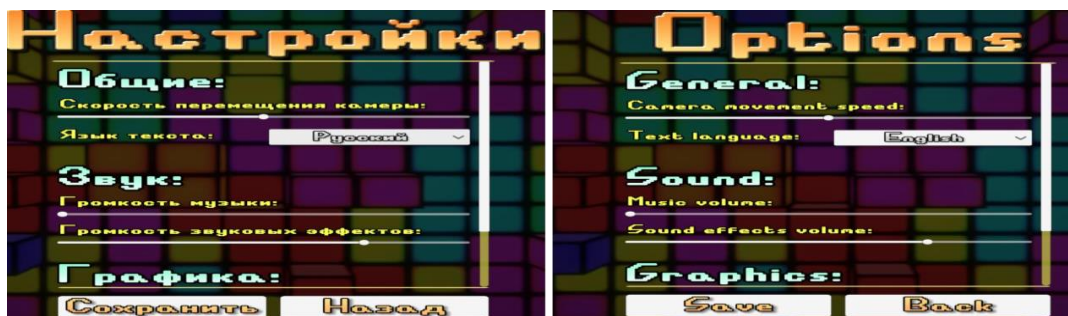 Настройки
Общие:
Скорость перемещения камеры:
Язык текста:
Русский
Звук:
Громкость музыки:
Громкость звуковых эффектов:
Графика:
Сохранить
Назад
Options
General:
Camera movement speed:
Text language:
English
Sound:
Music volume:
Sound effects volume:
Graphics:
Save
Back